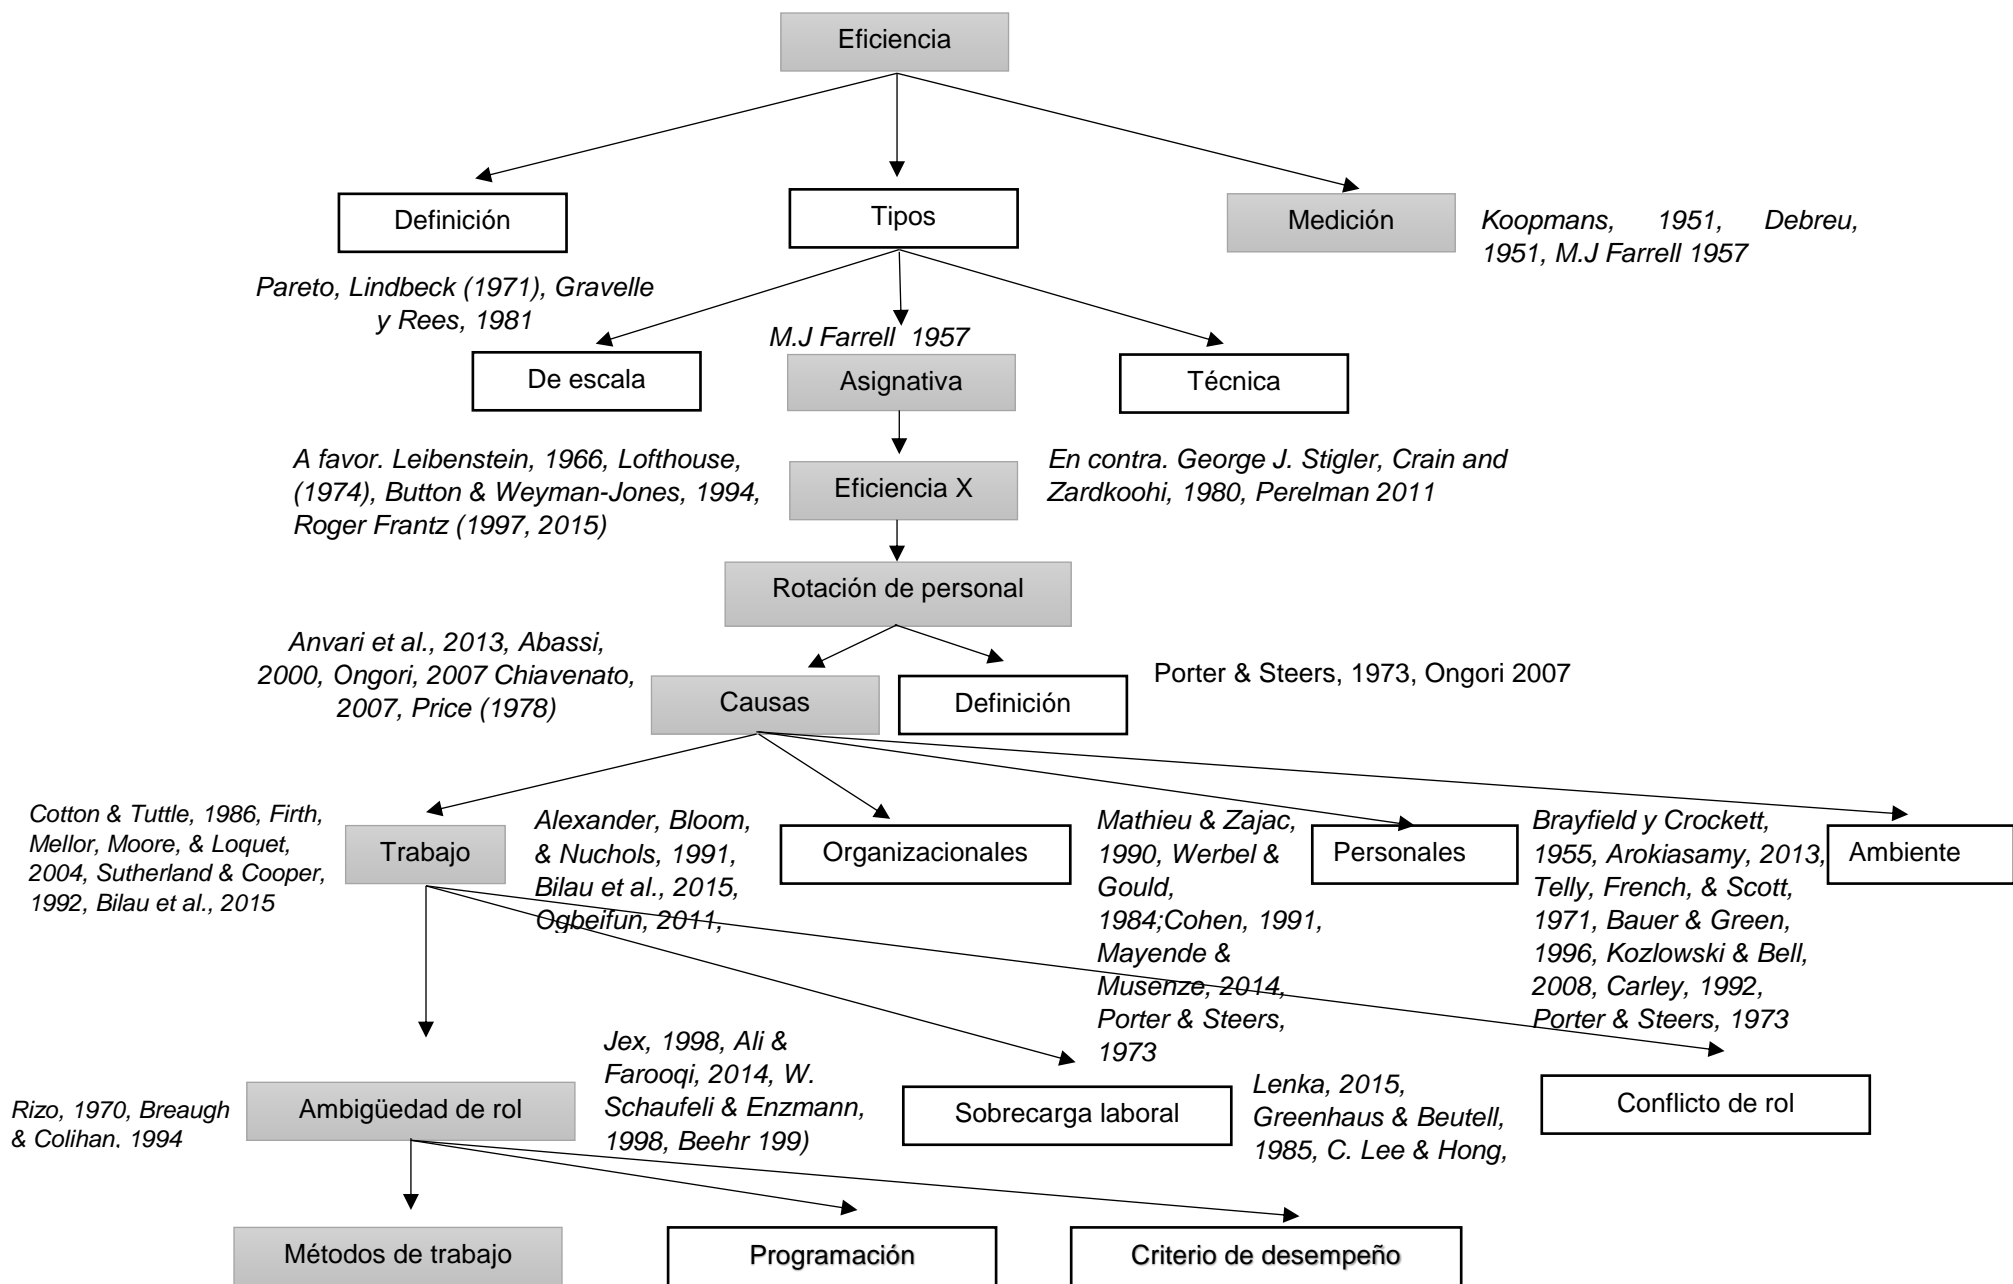 Eficiencia
Definición
Tipos
Medición
Koopmans, 1951, Debreu,
1951, M.J Farrell 1957
Pareto, Lindbeck (1971), Gravelle
y Rees, 1981
M.J Farrell 1957
De escala
Asignativa
Técnica
A favor. Leibenstein, 1966, Lofthouse,
(1974), Button & Weyman-Jones, 1994,
Roger Frantz (1997, 2015)
Eficiencia X
En contra. George J. Stigler, Crain and
Zardkoohi, 1980, Perelman 2011
Rotación de personal
Anvari et al., 2013, Abassi,
2000, Ongori, 2007 Chiavenato,
2007, Price (1978)
Causas
Definición
Porter & Steers, 1973, Ongori 2007
Cotton & Tuttle, 1986, Firth,
Mellor, Moore, & Loquet,
2004, Sutherland & Cooper,
1992, Bilau et al., 2015
Trabajo
Alexander, Bloom,
& Nuchols, 1991,
Bilau et al., 2015,
Ogbeifun, 2011,
Organizacionales
Mathieu & Zajac,
1990, Werbel &
Gould,
1984;Cohen, 1991,
Mayende &
Musenze, 2014,
Porter & Steers,
1973
Personales
Brayfield y Crockett,
1955, Arokiasamy, 2013,
Telly, French, & Scott,
1971, Bauer & Green,
1996, Kozlowski & Bell,
2008, Carley, 1992,
Porter & Steers, 1973
Ambiente
Rizo, 1970, Breaugh
& Colihan. 1994
Ambigüedad de rol
Jex, 1998, Ali &
Farooqi, 2014, W.
Schaufeli & Enzmann,
1998, Beehr 199)
Sobrecarga laboral
Lenka, 2015,
Greenhaus & Beutell,
1985, C. Lee & Hong,
Conflicto de rol
Métodos de trabajo
Programación
Criterio de desempeño